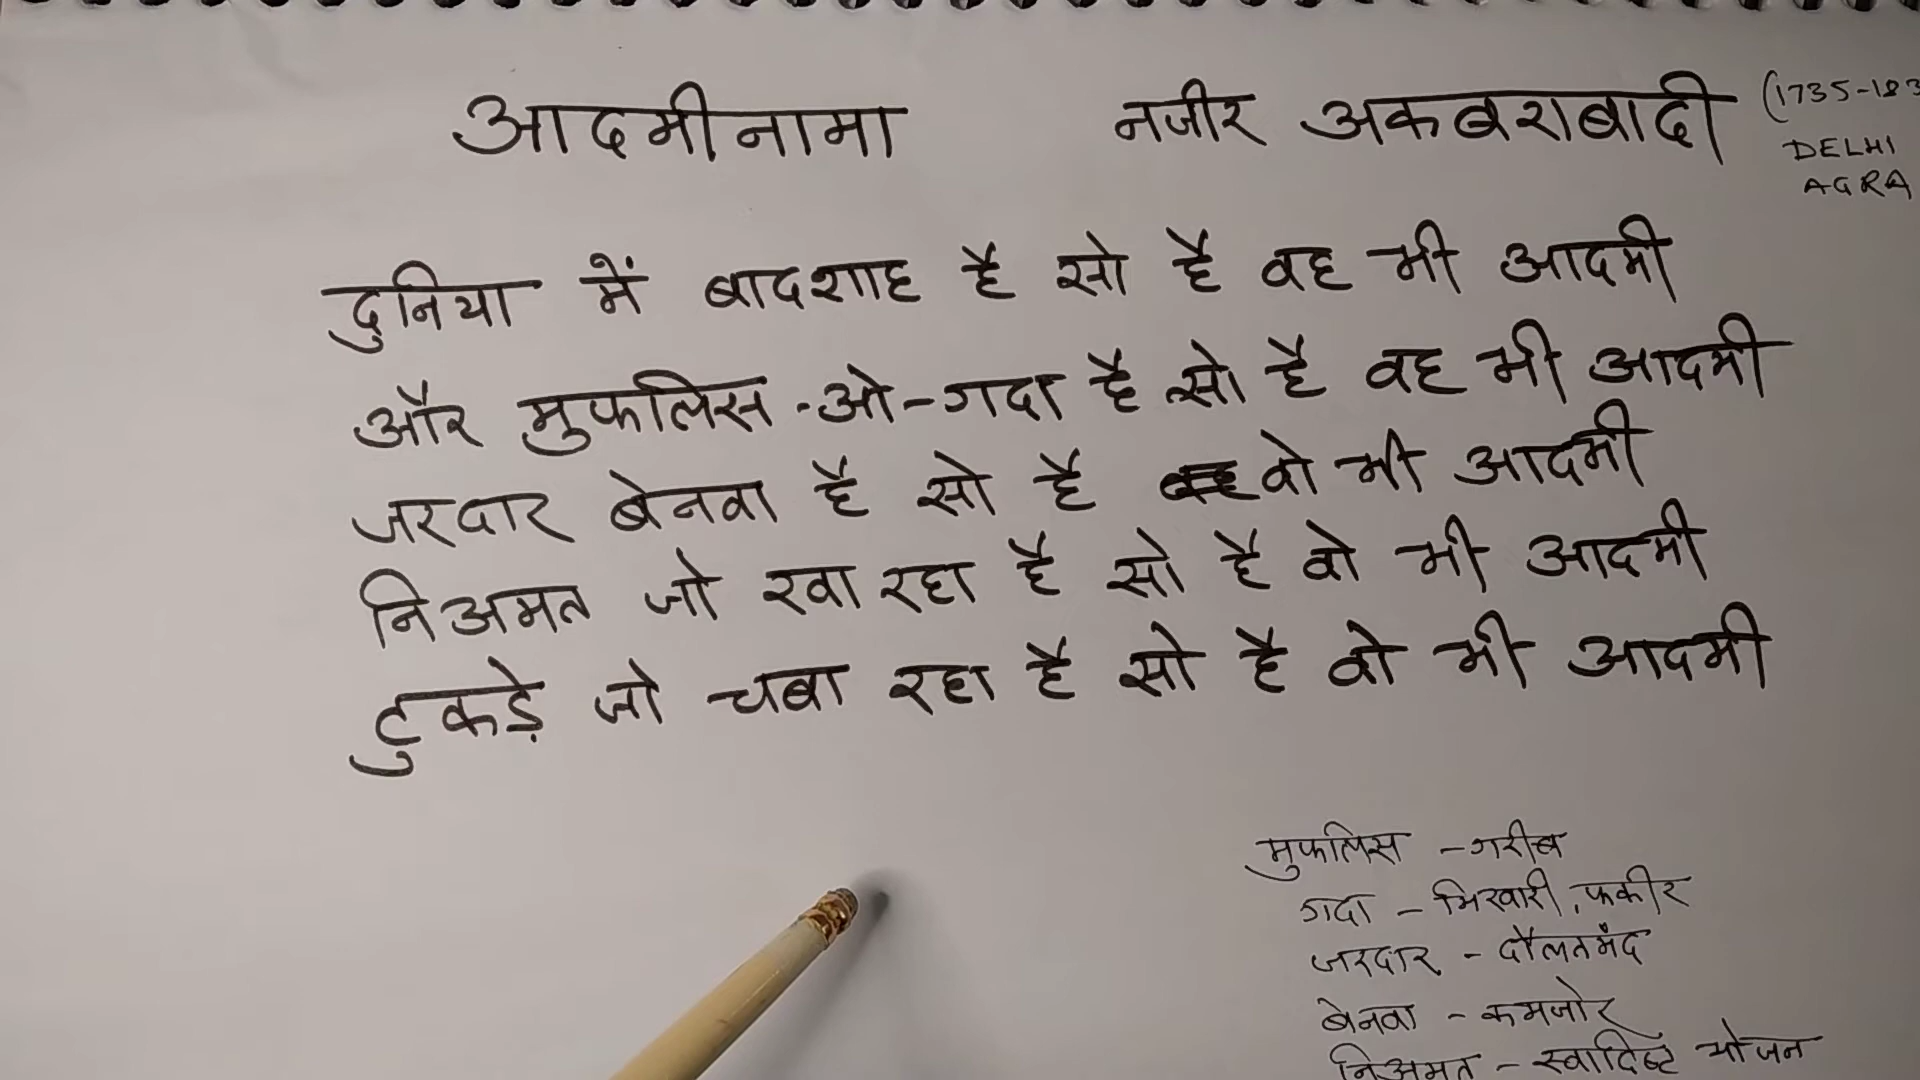 आदमीनामा नजीर अकबराबादी (1735-183
DELHI
AGRA
दुनिया में बादशाह है सो है वह भी आदमी
और मुफलिस-ओ-गदा है सो है वह भी आदमी
जरदार बेनवा है सो है वो भी आदमी
निअमत जो खा रहा है सो है वो भी आदमी
टुकड़े जो चबा रहा है सो है वो भी आदमी
मुफलिस - गरीब
गदा - भिखारी, फकीर
जरदार - दौलतमंद
बेनवा - कमजोर
निअमत - स्वादिष्ट भोजन